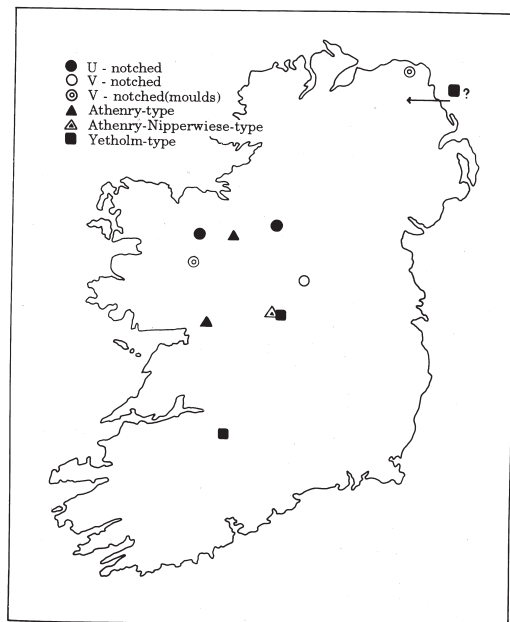 U - notched
V - notched
V - notched(moulds)
Athenry-type
Athenry-Nipperwiese-type
Yetholm-type
?